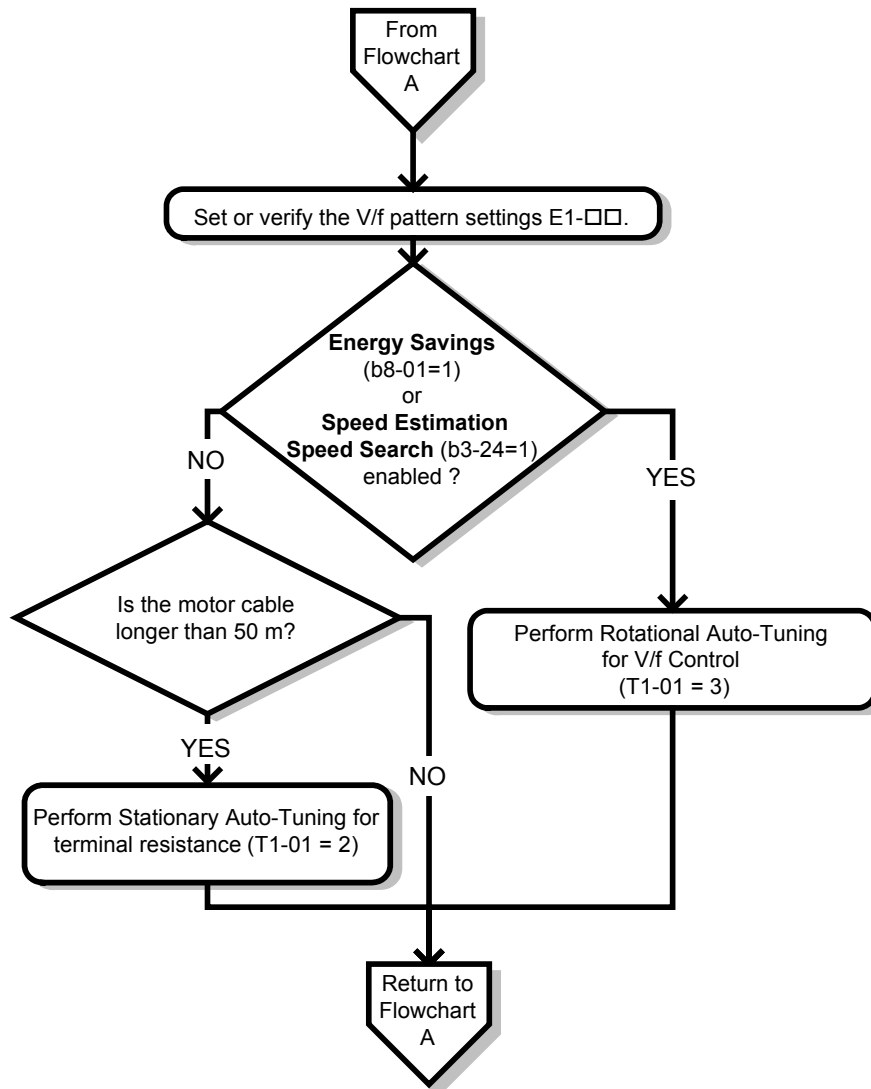 From
Flowchart
A
Set or verify the V/f pattern settings E1-□□.
Energy Savings
(b8-01=1)
or
Speed Estimation
Speed Search (b3-24=1)
enabled ?
NO
YES
Is the motor cable
longer than 50 m?
Perform Rotational Auto-Tuning
for V/f Control
(T1-01 = 3)
YES
NO
Perform Stationary Auto-Tuning for
terminal resistance (T1-01 = 2)
Return to
Flowchart
A